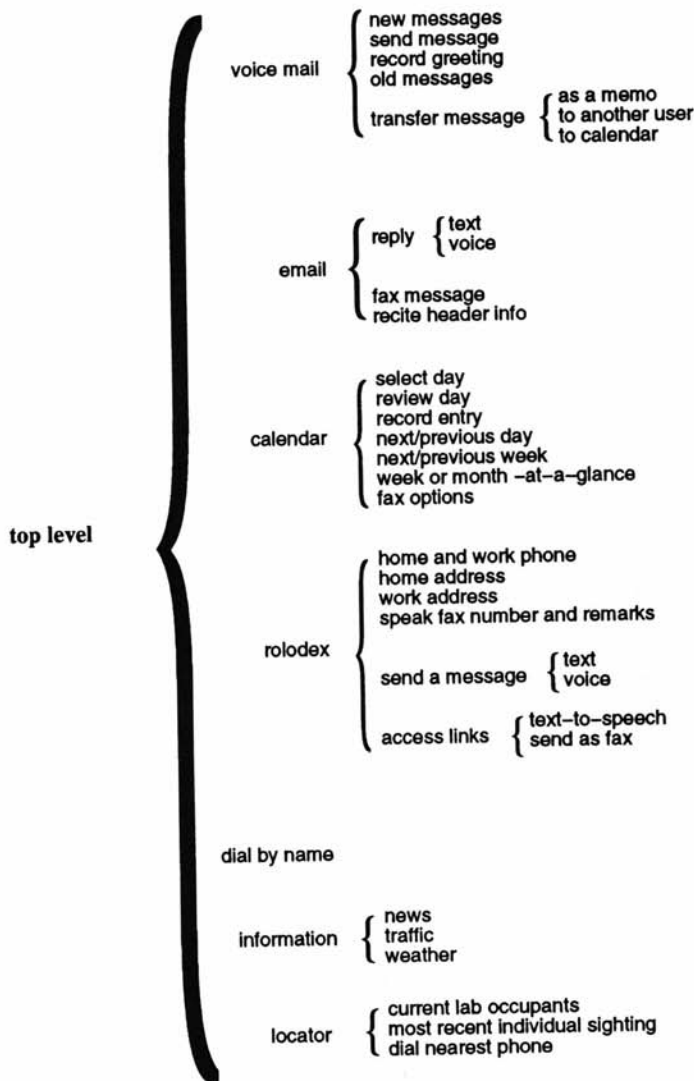 top level
voice mail
new messages
send message
record greeting
old messages
transfer message
as a memo
to another user
to calendar
email
reply
text
voice
fax message
recite header info
calendar
select day
review day
record entry
next/previous day
next/previous week
week or month –at–a–glance
fax options
rolodex
home and work phone
home address
work address
speak fax number and remarks
send a message
text
voice
access links
text–to–speech
send as fax
dial by name
information
news
traffic
weather
locator
current lab occupants
most recent individual sighting
dial nearest phone